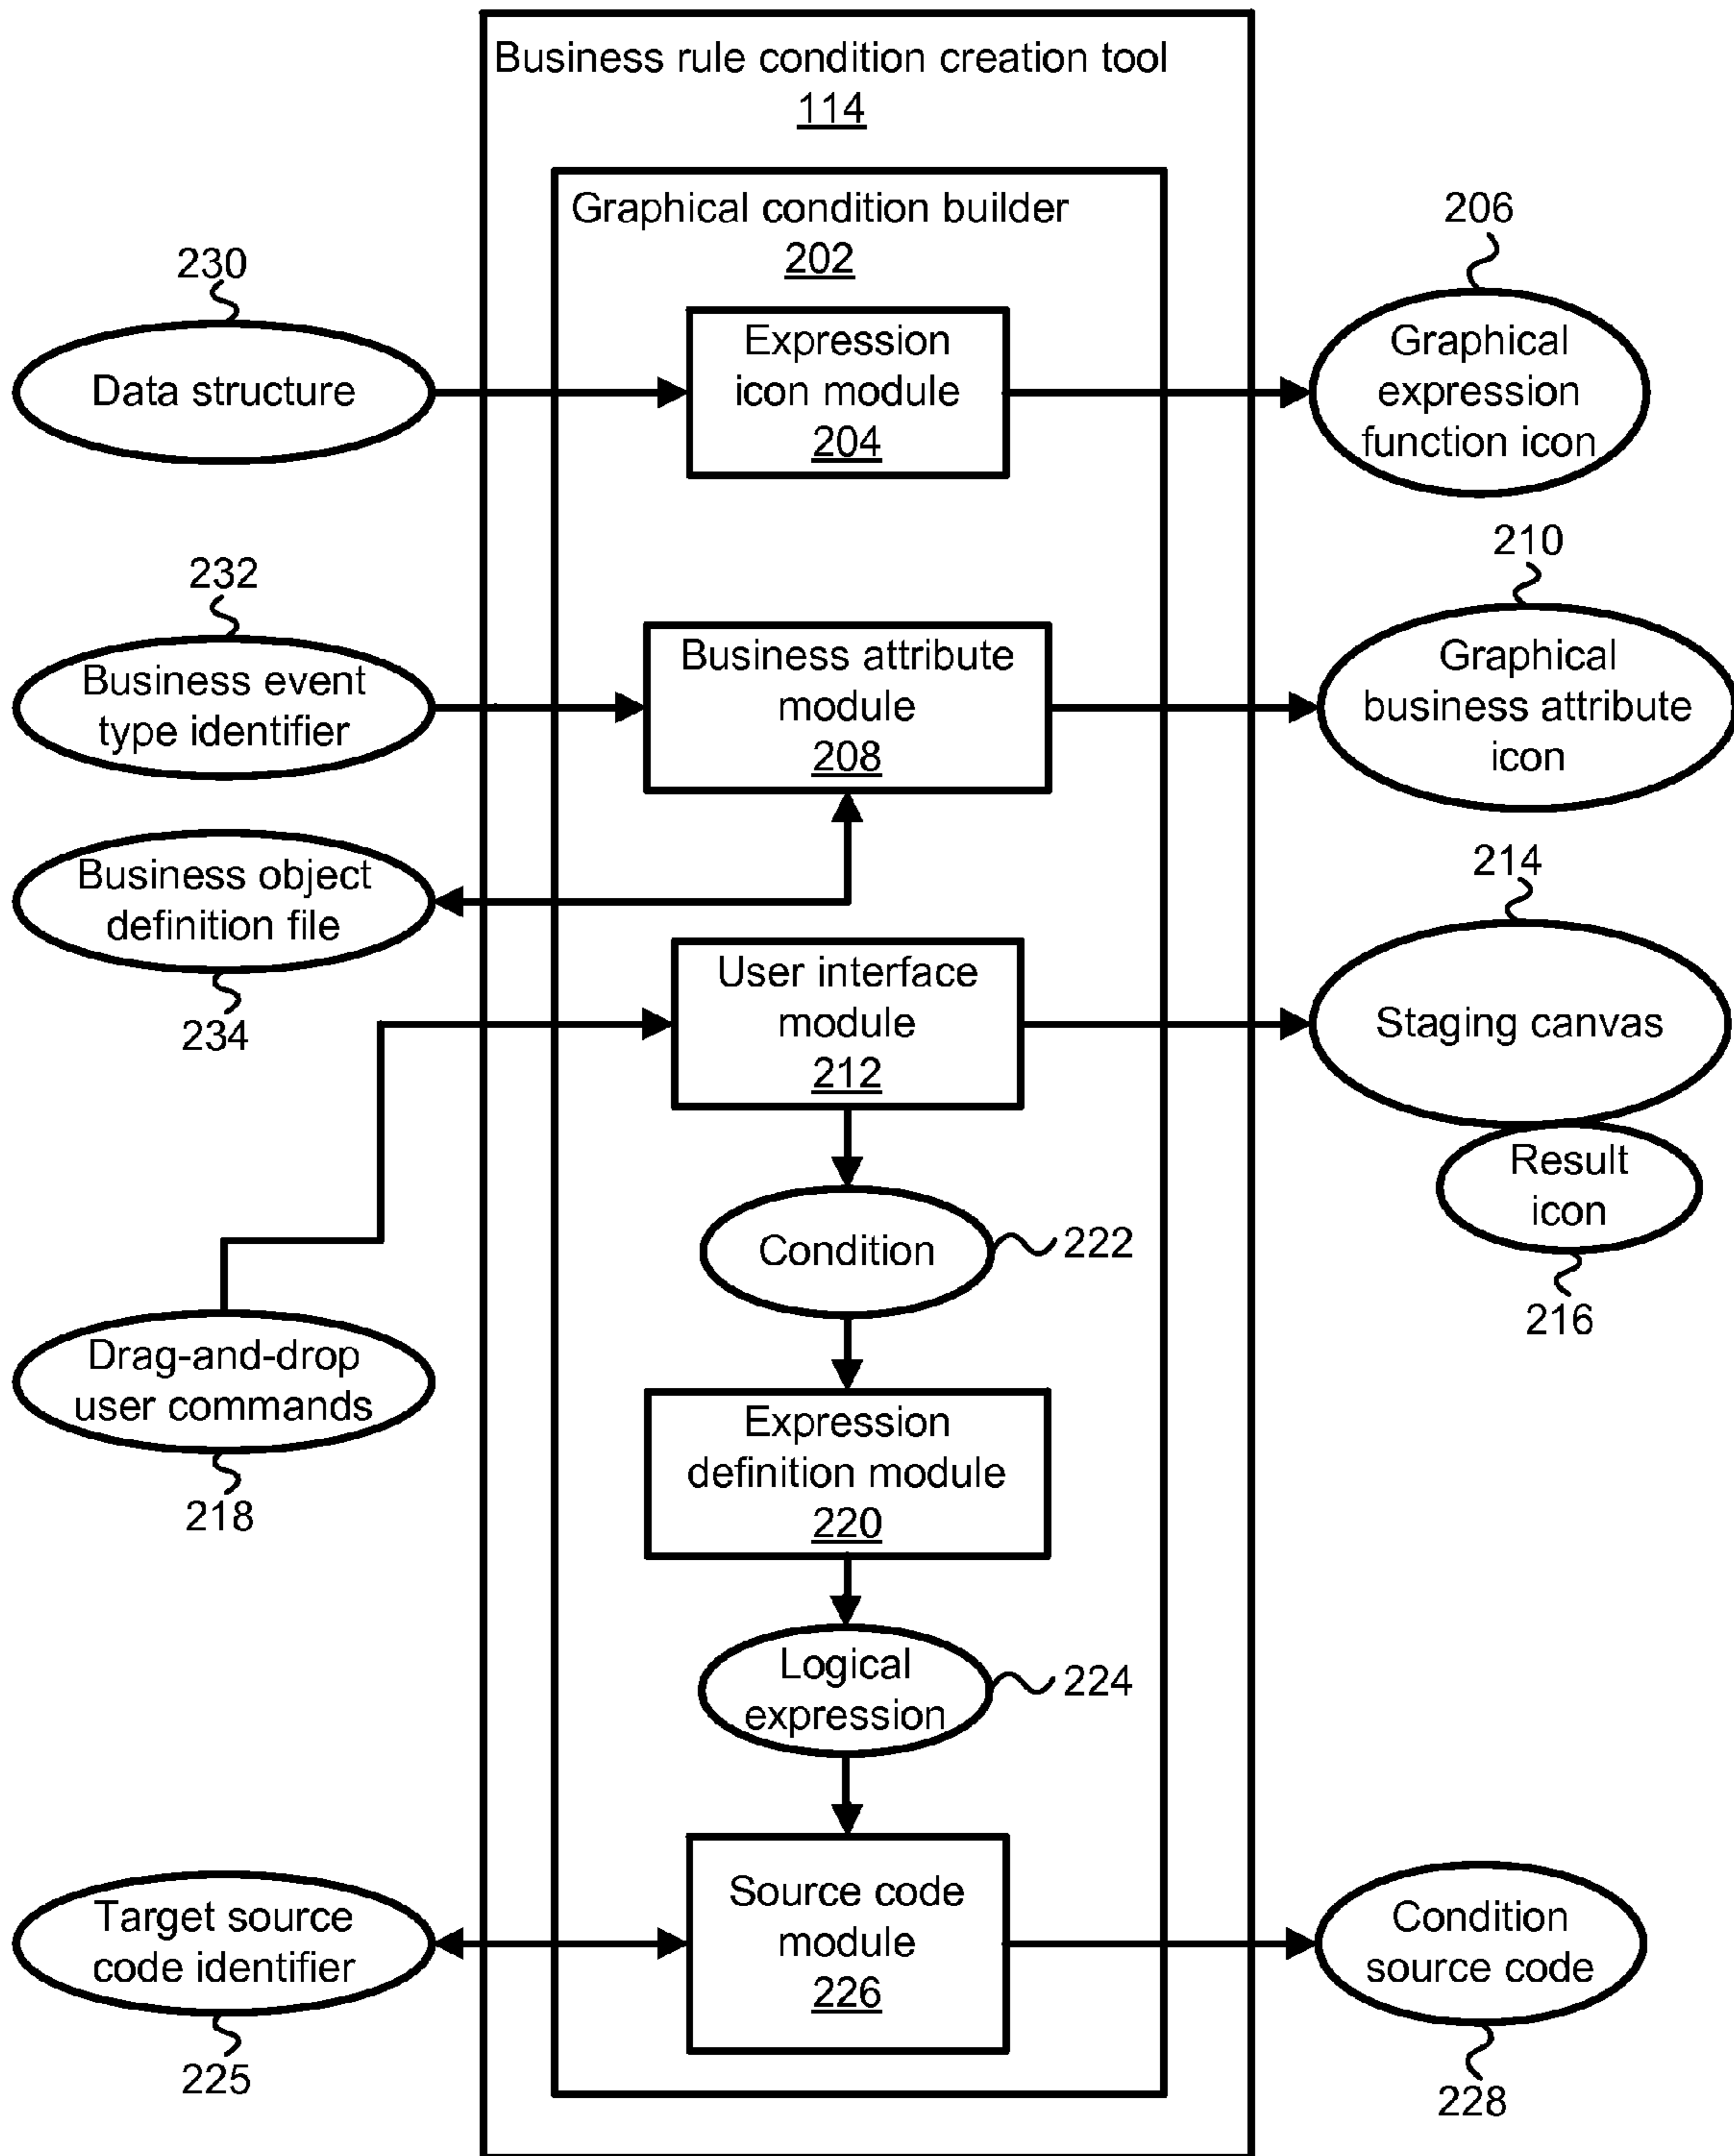 Business rule condition creation tool
114
Graphical condition builder
202
206
230
Data structure
Expression
icon module
204
Graphical
expression
function icon
232
210
Business event
type identifier
Business attribute
module
208
Graphical
business attribute
icon
Business object
definition file
234
214
User interface
module
212
Staging canvas
Result
icon
216
Condition
222
Drag-and-drop
user commands
218
Expression
definition module
220
Logical
expression
224
Target source
code identifier
225
Source code
module
226
Condition
source code
228